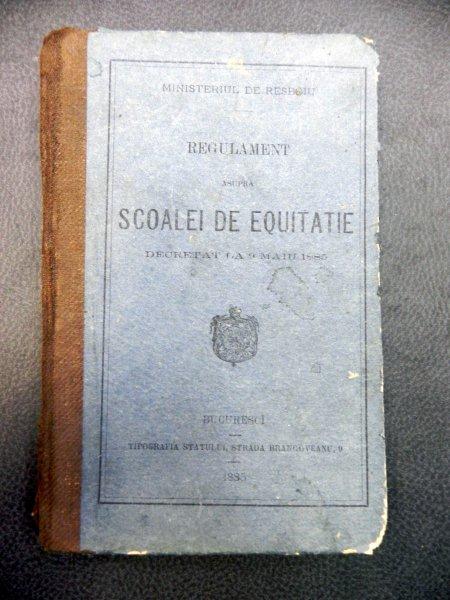 MINISTERIUL DE RESBOIU
REGULAMENT
ASUPRA
SCOALEI DE EQUITATIE
DECRETAT LA 9 MAIU 1885
BUCURESCI
TIPOGRAFIA STATULUI, STRADA BRANCOVEANU, 9
1885